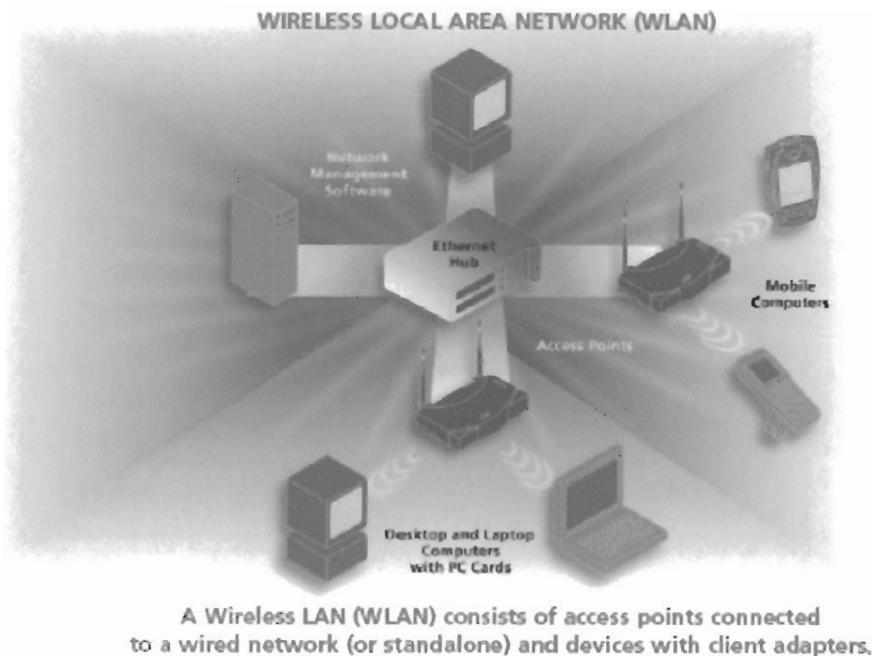 WIRELESS LOCAL AREA NETWORK (WLAN)
Network
Management
Software
Ethernet
Hub
Mobile
Computers
Access Points
Desktop and Laptop
Computers
with PC Cards
A Wireless LAN (WLAN) consists of access points connected
to a wired network (or standalone) and devices with client adapters.